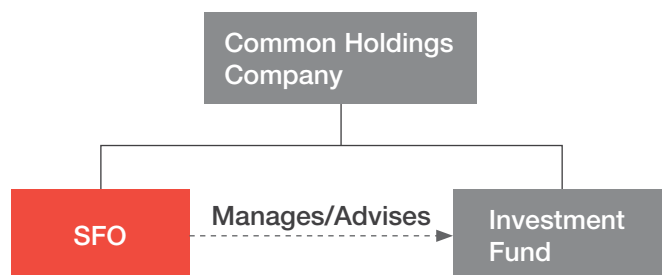 Common Holdings
Company
SFO
Manages/Advises
Investment
Fund